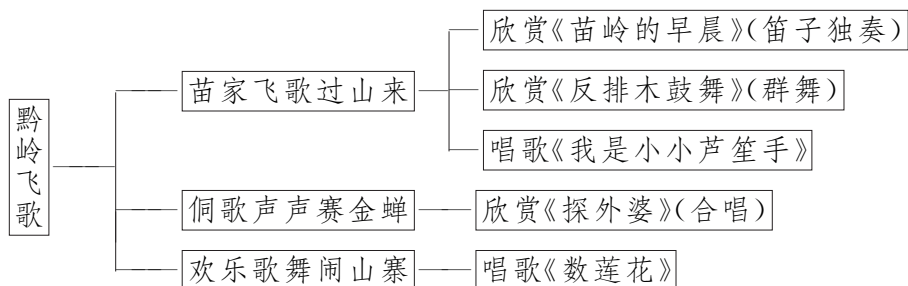 黔岭飞歌
苗家飞歌过山来
欣赏《苗岭的早晨》(笛子独奏)
欣赏《反排木鼓舞》(群舞)
唱歌《我是小小芦笙手》
侗歌声声赛金蝉
欣赏《探外婆》(合唱)
欢乐歌舞闹山寨
唱歌《数莲花》